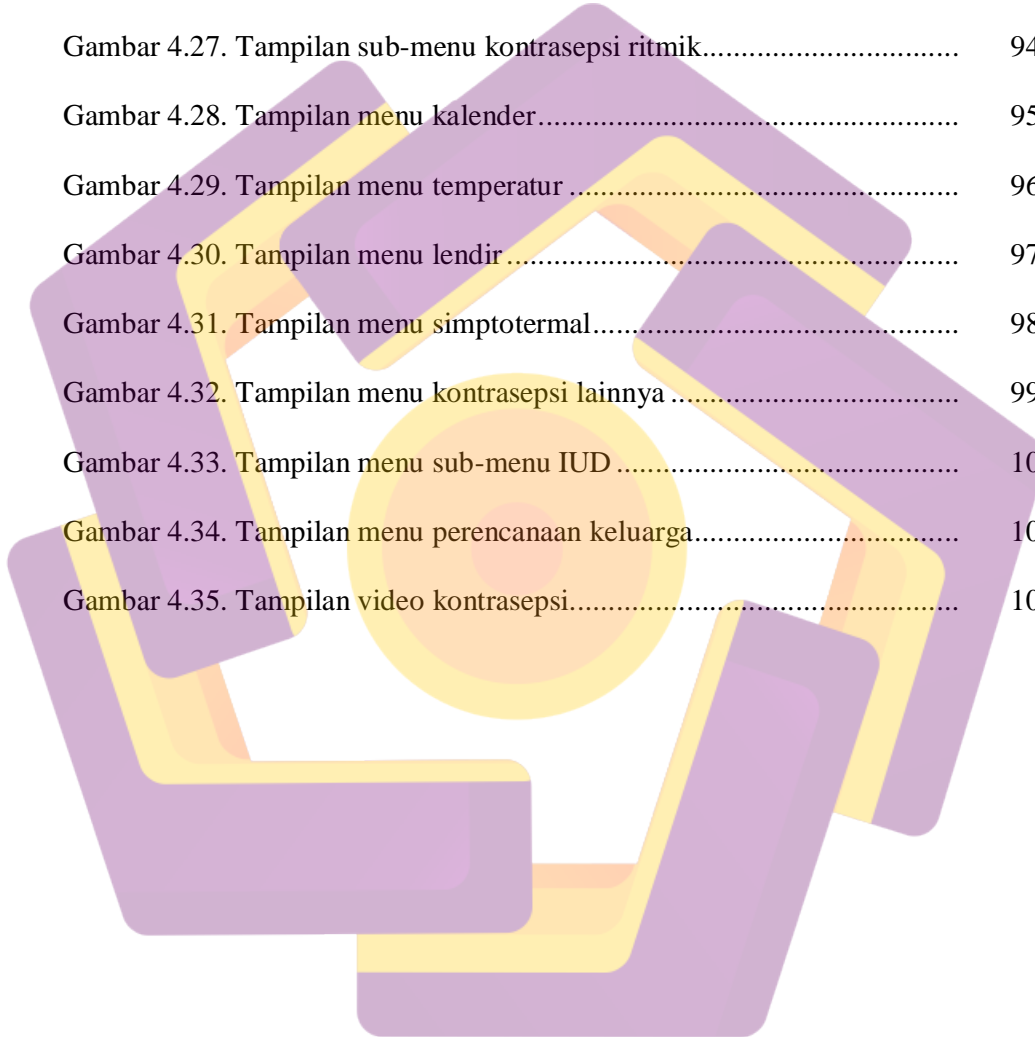 Gambar 4.27. Tampilan sub-menu kontrasepsi ritmik.................................. 94
Gambar 4.28. Tampilan menu kalender........................................................ 95
Gambar 4.29. Tampilan menu temperatur ................................................... 96
Gambar 4.30. Tampilan menu lendir ............................................................ 97
Gambar 4.31. Tampilan menu simptotermal................................................ 98
Gambar 4.32. Tampilan menu kontrasepsi lainnya ...................................... 99
Gambar 4.33. Tampilan menu sub-menu IUD ............................................. 10
Gambar 4.34. Tampilan menu perencanaan keluarga................................... 10
Gambar 4.35. Tampilan video kontrasepsi................................................... 10